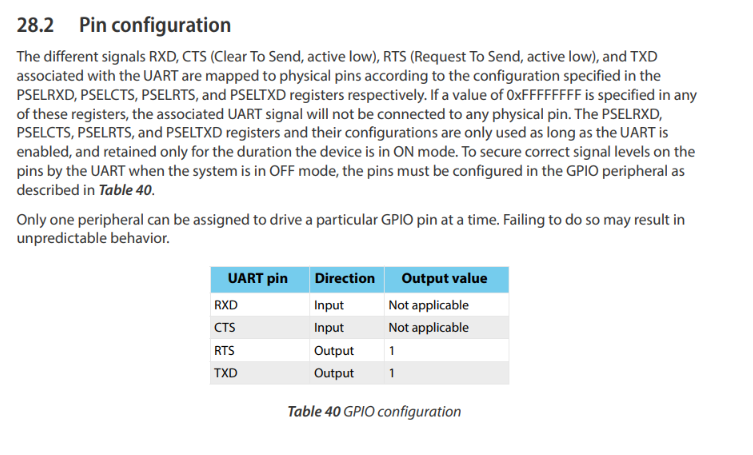 28.2 Pin configuration
The different signals RXD, CTS (Clear To Send, active low), RTS (Request To Send, active low), and TXD
associated with the UART are mapped to physical pins according to the configuration specified in the
PSELRXD, PSELCTS, PSELRTS, and PSELTXD registers respectively. If a value of 0xFFFFFFFF is specified in any
of these registers, the associated UART signal will not be connected to any physical pin. The PSELRXD,
PSELCTS, PSELRTS, and PSELTXD registers and their configurations are only used as long as the UART is
enabled, and retained only for the duration the device is in ON mode. To secure correct signal levels on the
pins by the UART when the system is in OFF mode, the pins must be configured in the GPIO peripheral as
described in Table 40.
Only one peripheral can be assigned to drive a particular GPIO pin at a time. Failing to do so may result in
unpredictable behavior.
UART pin Direction Output value
RXD Input Not applicable
CTS Input Not applicable
RTS Output 1
TXD Output 1
Table 40 GPIO configuration